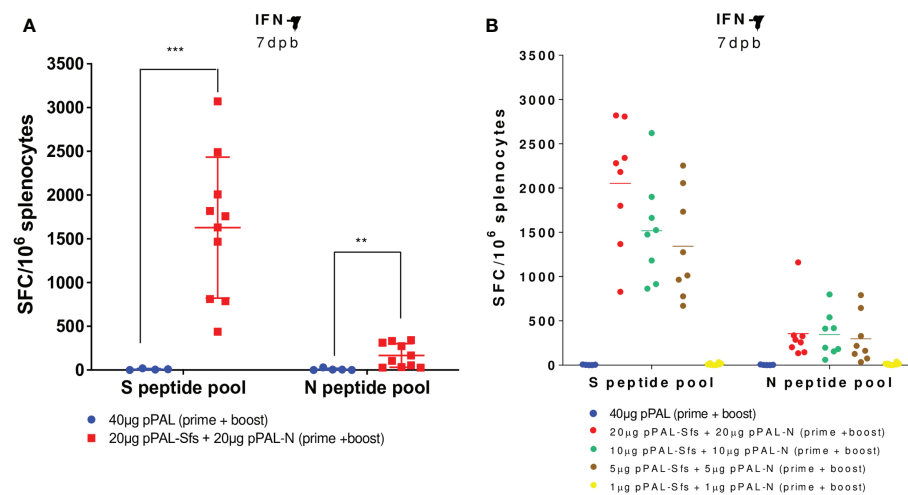 A
IFN-γ
7dpb
***
**
SFC/10⁶ splenocytes
3500
3000
2500
2000
1500
1000
500
0
S peptide pool
N peptide pool
40µg pPAL (prime + boost)
20µg pPAL-Sfs + 20µg pPAL-N (prime +boost)
B
IFN-γ
7dpb
SFC/10⁶ splenocytes
3500
3000
2500
2000
1500
1000
500
0
S peptide pool
N peptide pool
40µg pPAL (prime + boost)
20µg pPAL-Sfs + 20µg pPAL-N (prime +boost)
10µg pPAL-Sfs + 10µg pPAL-N (prime + boost)
5µg pPAL-Sfs + 5µg pPAL-N (prime + boost)
1µg pPAL-Sfs + 1µg pPAL-N (prime + boost)